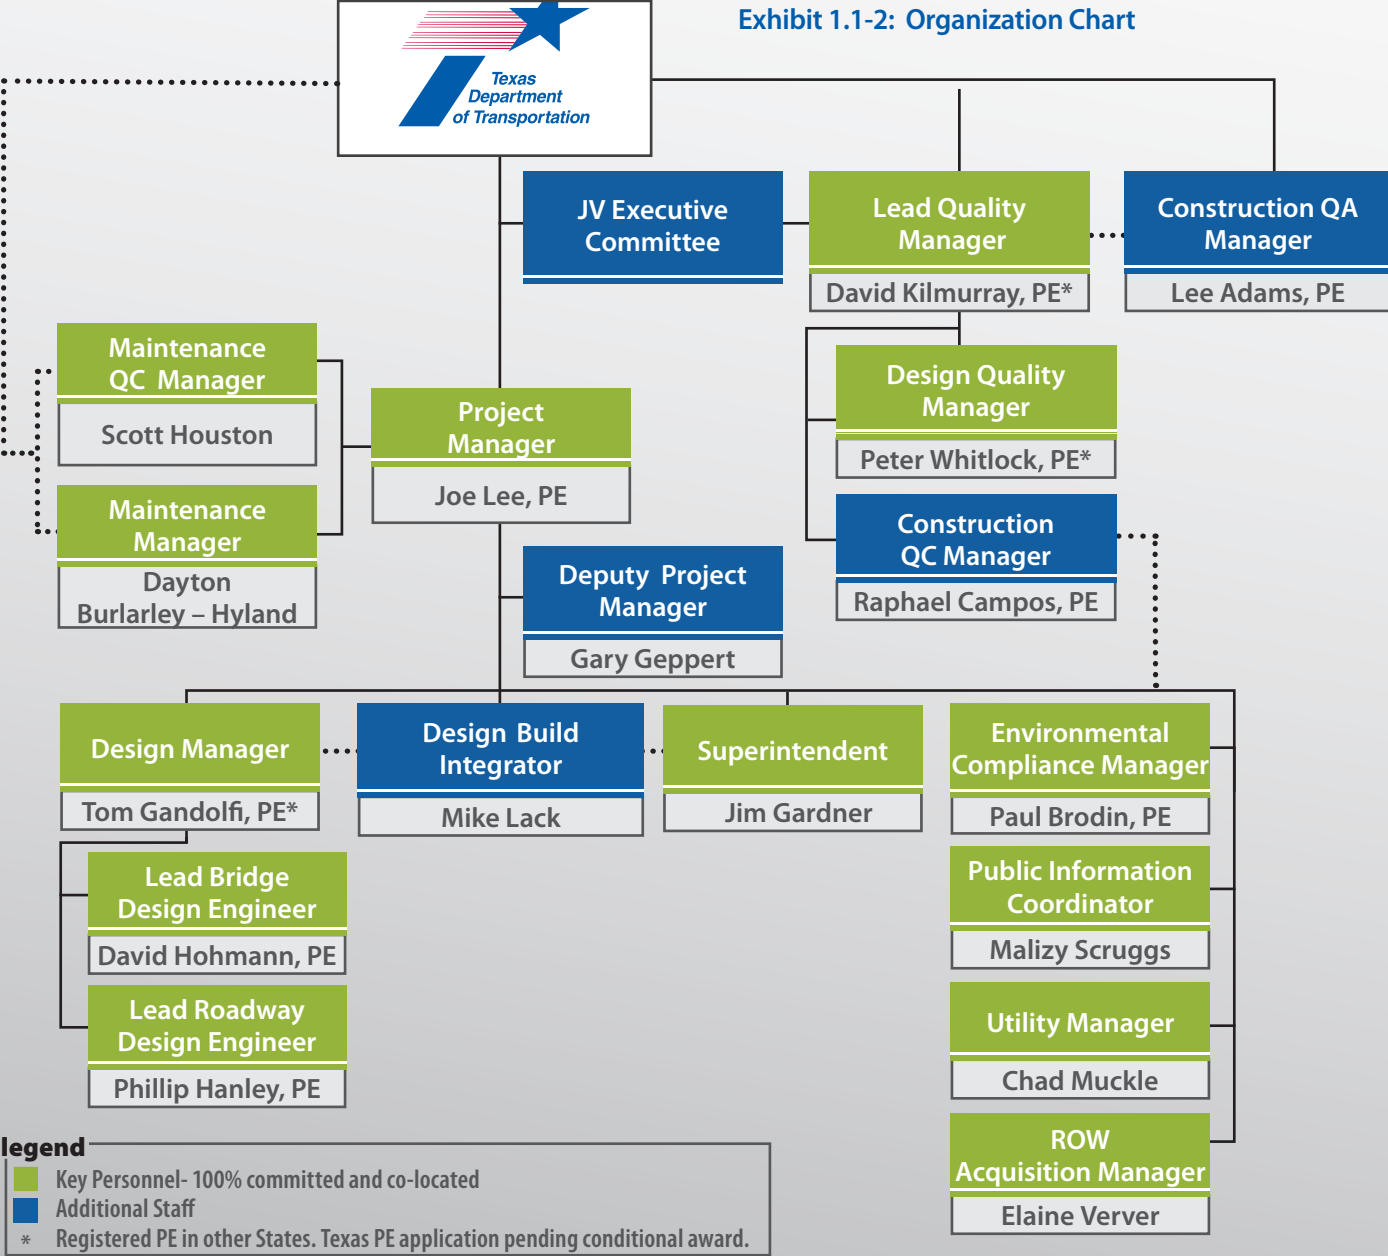 Exhibit 1.1-2: Organization Chart
Texas
Department
of Transportation
JV Executive
Committee
Lead Quality
Manager
David Kilmurray, PE*
Construction QA
Manager
Lee Adams, PE
Maintenance
QC Manager
Scott Houston
Design Quality
Manager
Peter Whitlock, PE*
Project
Manager
Joe Lee, PE
Maintenance
Manager
Dayton
Burlarley – Hyland
Construction
QC Manager
Raphael Campos, PE
Deputy Project
Manager
Gary Geppert
Design Manager
Tom Gandolfi, PE*
Design Build
Integrator
Mike Lack
Superintendent
Jim Gardner
Environmental
Compliance Manager
Paul Brodin, PE
Lead Bridge
Design Engineer
David Hohmann, PE
Public Information
Coordinator
Malizy Scruggs
Lead Roadway
Design Engineer
Phillip Hanley, PE
Utility Manager
Chad Muckle
ROW
Acquisition Manager
Elaine Verver
legend
Key Personnel- 100% committed and co-located
Additional Staff
* Registered PE in other States. Texas PE application pending conditional award.